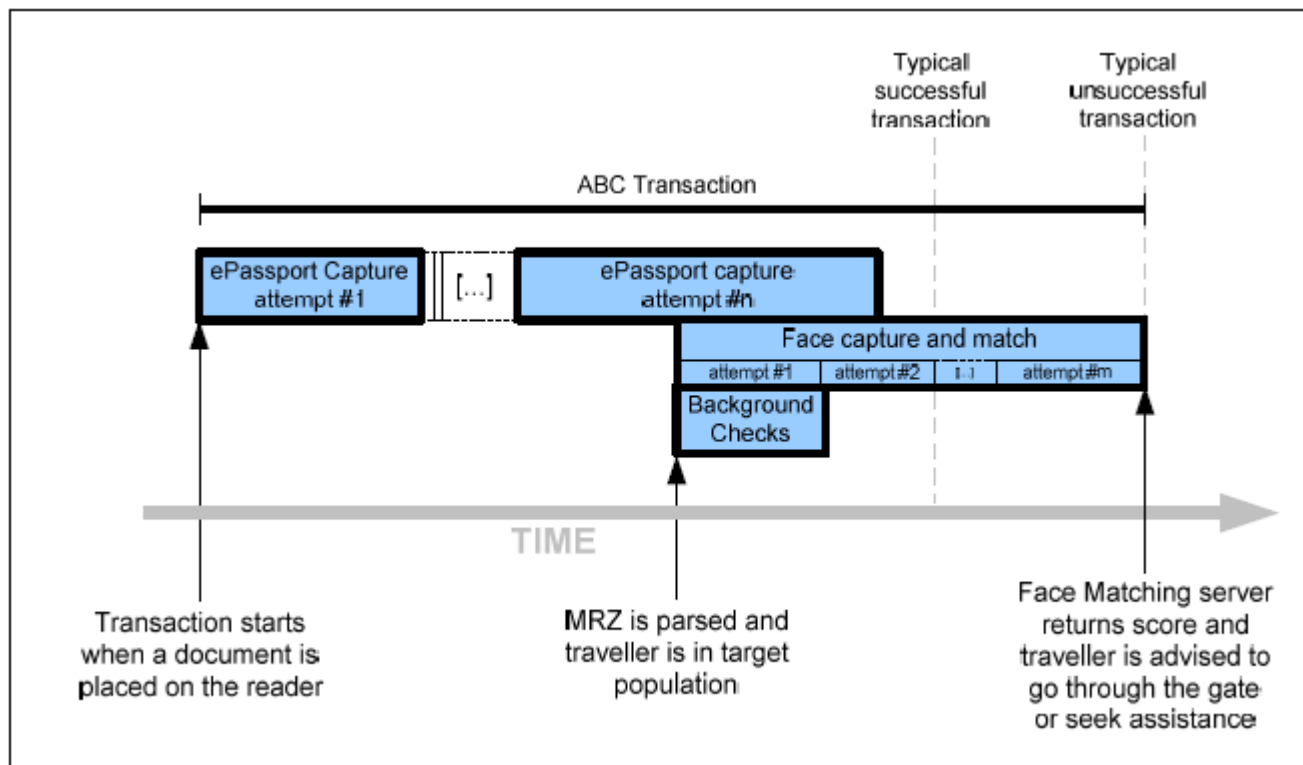 Typical
successful
transaction
Typical
unsuccessful
transaction
ABC Transaction
ePassport Capture
attempt #1
[...]
ePassport capture
attempt #n
Face capture and match
attempt #1
attempt #2
[...]
attempt #m
Background
Checks
TIME
Transaction starts
when a document is
placed on the reader
MRZ is parsed and
traveller is in target
population
Face Matching server
returns score and
traveller is advised to
go through the gate
or seek assistance